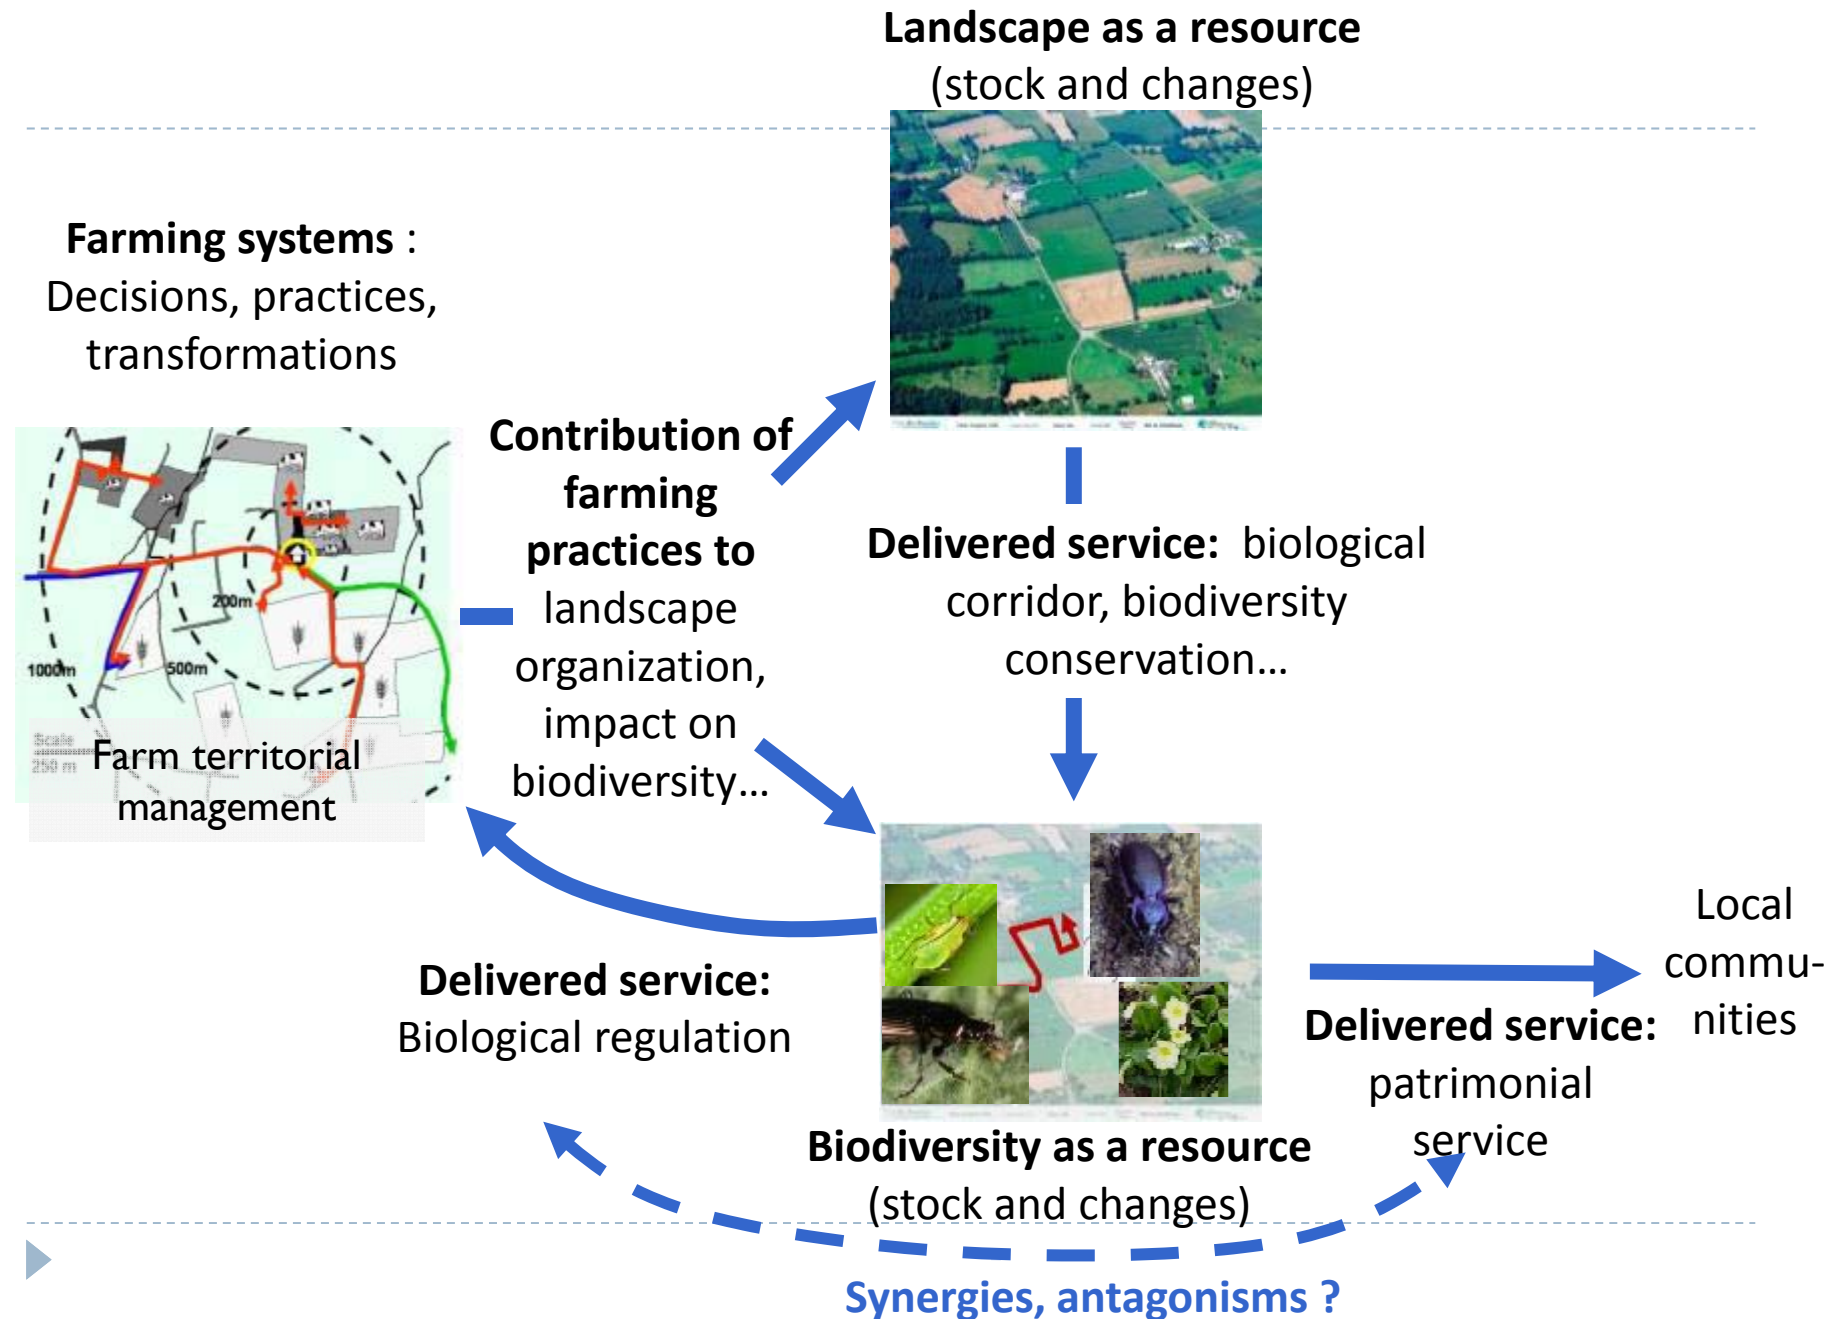 Landscape as a resource
(stock and changes)
Farming systems :
Decisions, practices,
transformations
Contribution of
farming
practices to
landscape
organization,
impact on
biodiversity...
200m
500m
1000m
Scale
250 m
Farm territorial
management
Delivered service: biological
corridor, biodiversity
conservation...
Delivered service:
Biological regulation
Local
commu-
nities
Delivered service:
patrimonial
service
Biodiversity as a resource
(stock and changes)
Synergies, antagonisms ?